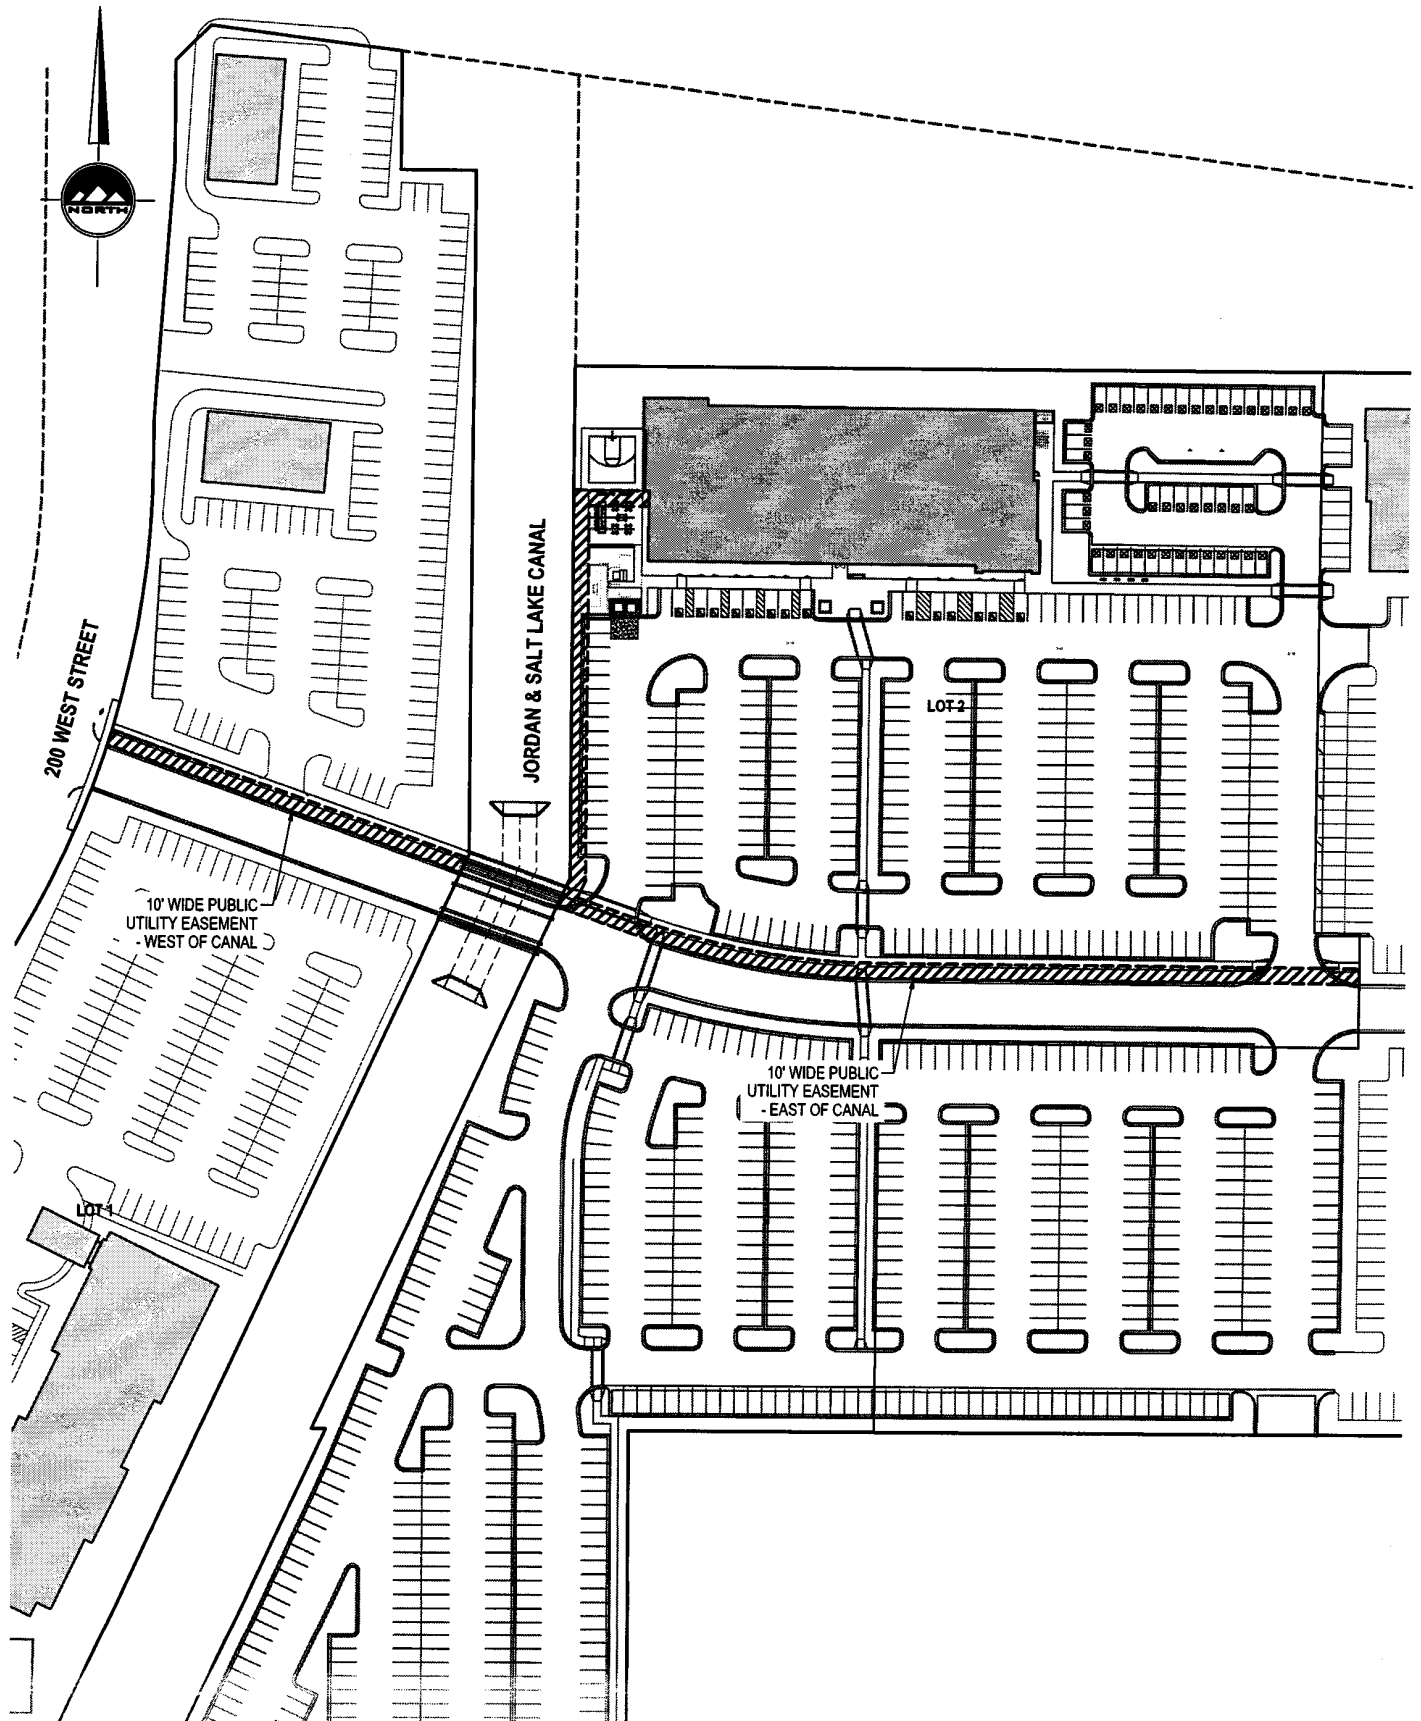 NORTH
200 WEST STREET
JORDAN & SALT LAKE CANAL
LOT 2
10' WIDE PUBLIC
UTILITY EASEMENT
- WEST OF CANAL
10' WIDE PUBLIC
UTILITY EASEMENT
- EAST OF CANAL
LOT 1